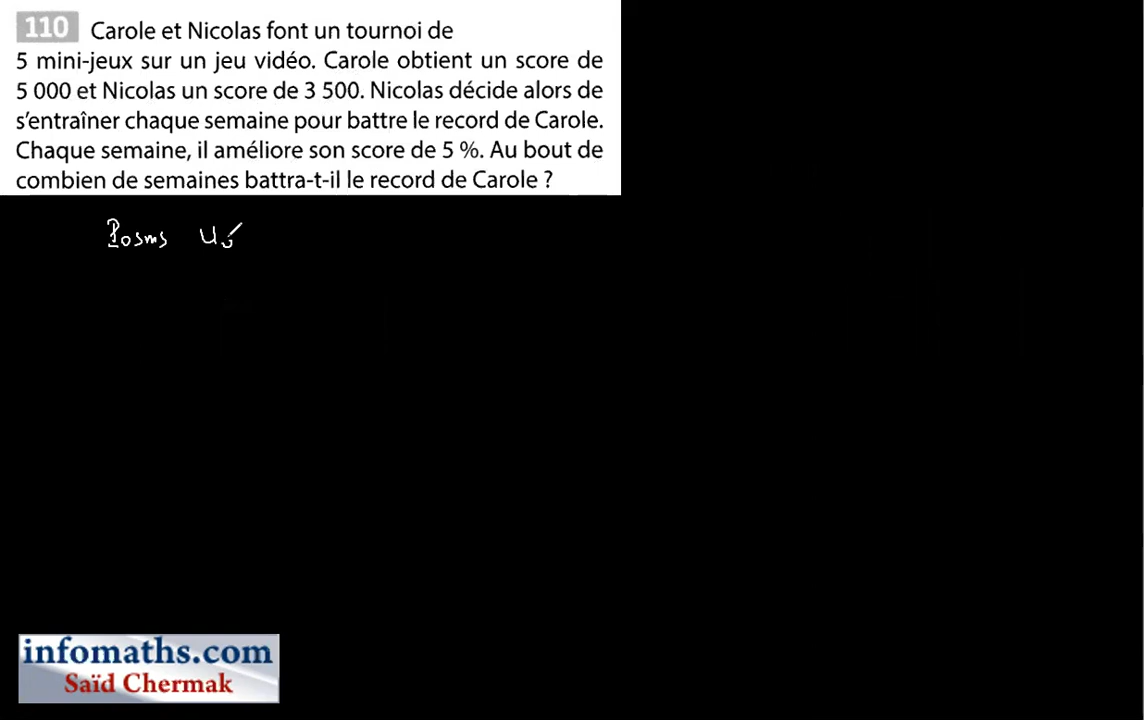 110 Carole et Nicolas font un tournoi de
5 mini-jeux sur un jeu vidéo. Carole obtient un score de
5 000 et Nicolas un score de 3 500. Nicolas décide alors de
s'entraîner chaque semaine pour battre le record de Carole.
Chaque semaine, il améliore son score de 5 %. Au bout de
combien de semaines battra-t-il le record de Carole ?
Posons
infomaths.com
Saïd Chermak